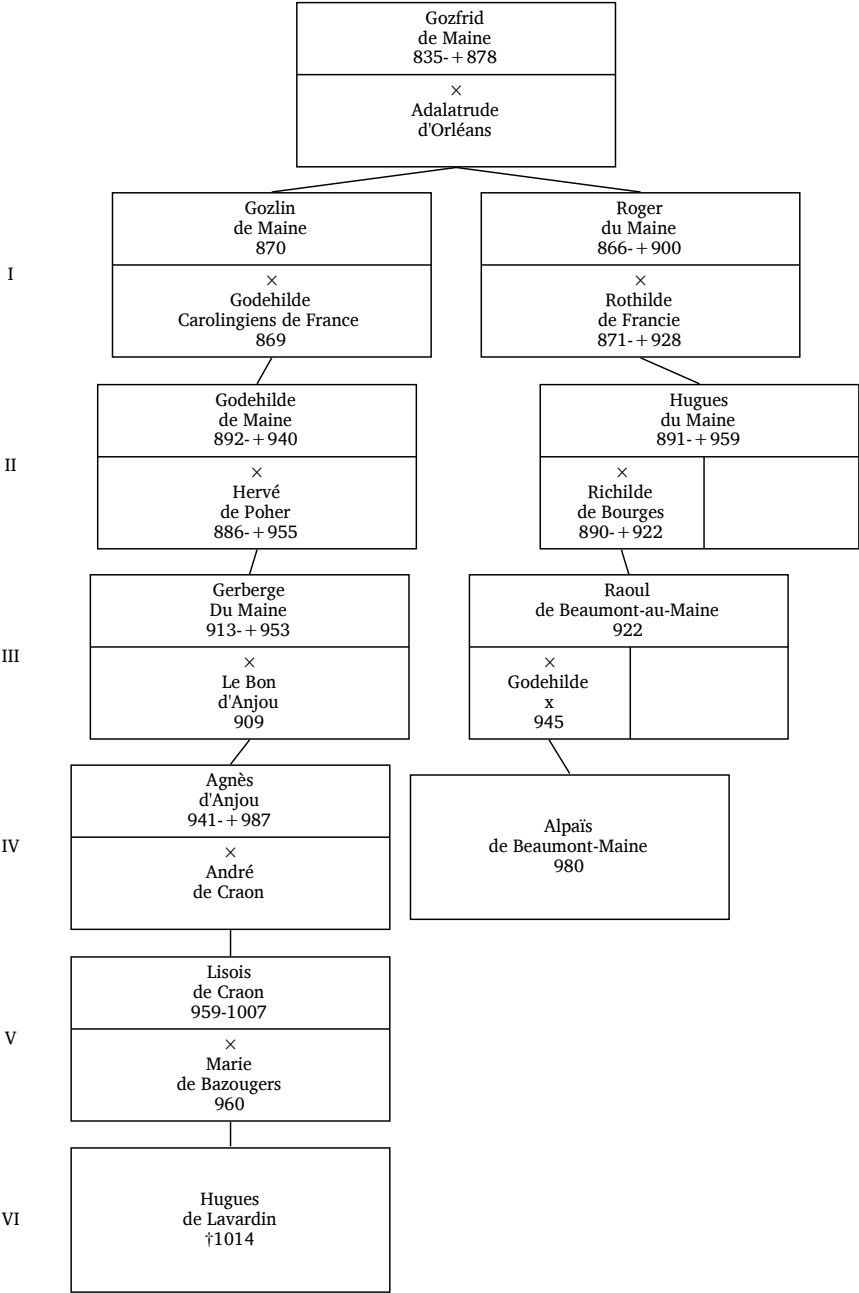 Gozfrid
de Maine
835-+878
×
Adalatrude
d'Orléans
I
Gozlin
de Maine
870
×
Godehilde
Carolingiens de France
869
Roger
du Maine
866-+900
×
Rothilde
de Francie
871-+928
II
Godehilde
de Maine
892-+940
×
Hervé
de Poher
886-+955
Hugues
du Maine
891-+959
×
Richilde
de Bourges
890-+922
III
Gerberge
Du Maine
913-+953
×
Le Bon
d'Anjou
909
Raoul
de Beaumont-au-Maine
922
×
Godehilde
x
945
IV
Agnès
d'Anjou
941-+987
×
André
de Craon
Alpaïs
de Beaumont-Maine
980
V
Lisois
de Craon
959-1007
×
Marie
de Bazougers
960
VI
Hugues
de Lavardin
†1014